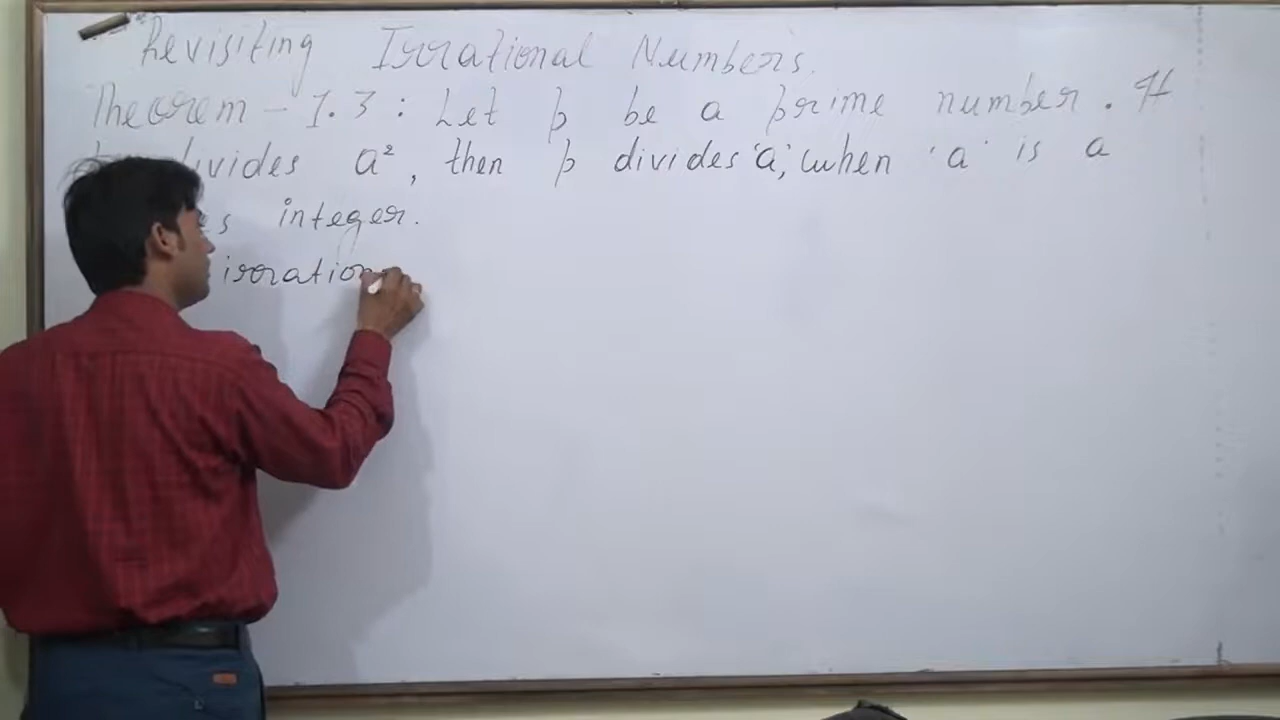 Revisiting Irrational Numbers.
Theorem - 1.3 : Let p be a prime number. If
divides a², then p divides 'a', when 'a' is a
integer.